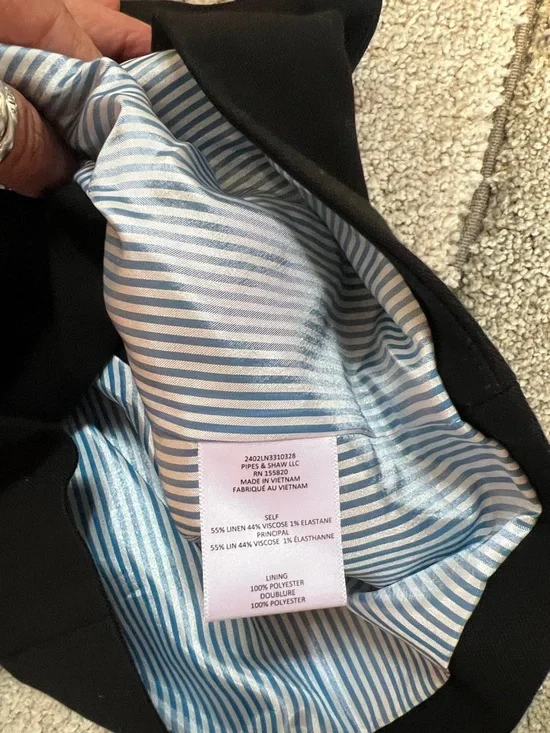 2402LN3310328
PIPES & SHAW LLC
RN 155820
MADE IN VIETNAM
FABRIQUÉ AU VIETNAM
SELF
55% LINEN 44% VISCOSE 1% ELASTANE
PRINCIPAL
55% LIN 44% VISCOSE 1% ÉLASTHANNE
LINING
100% POLYESTER
DOUBLURE
100% POLYESTER